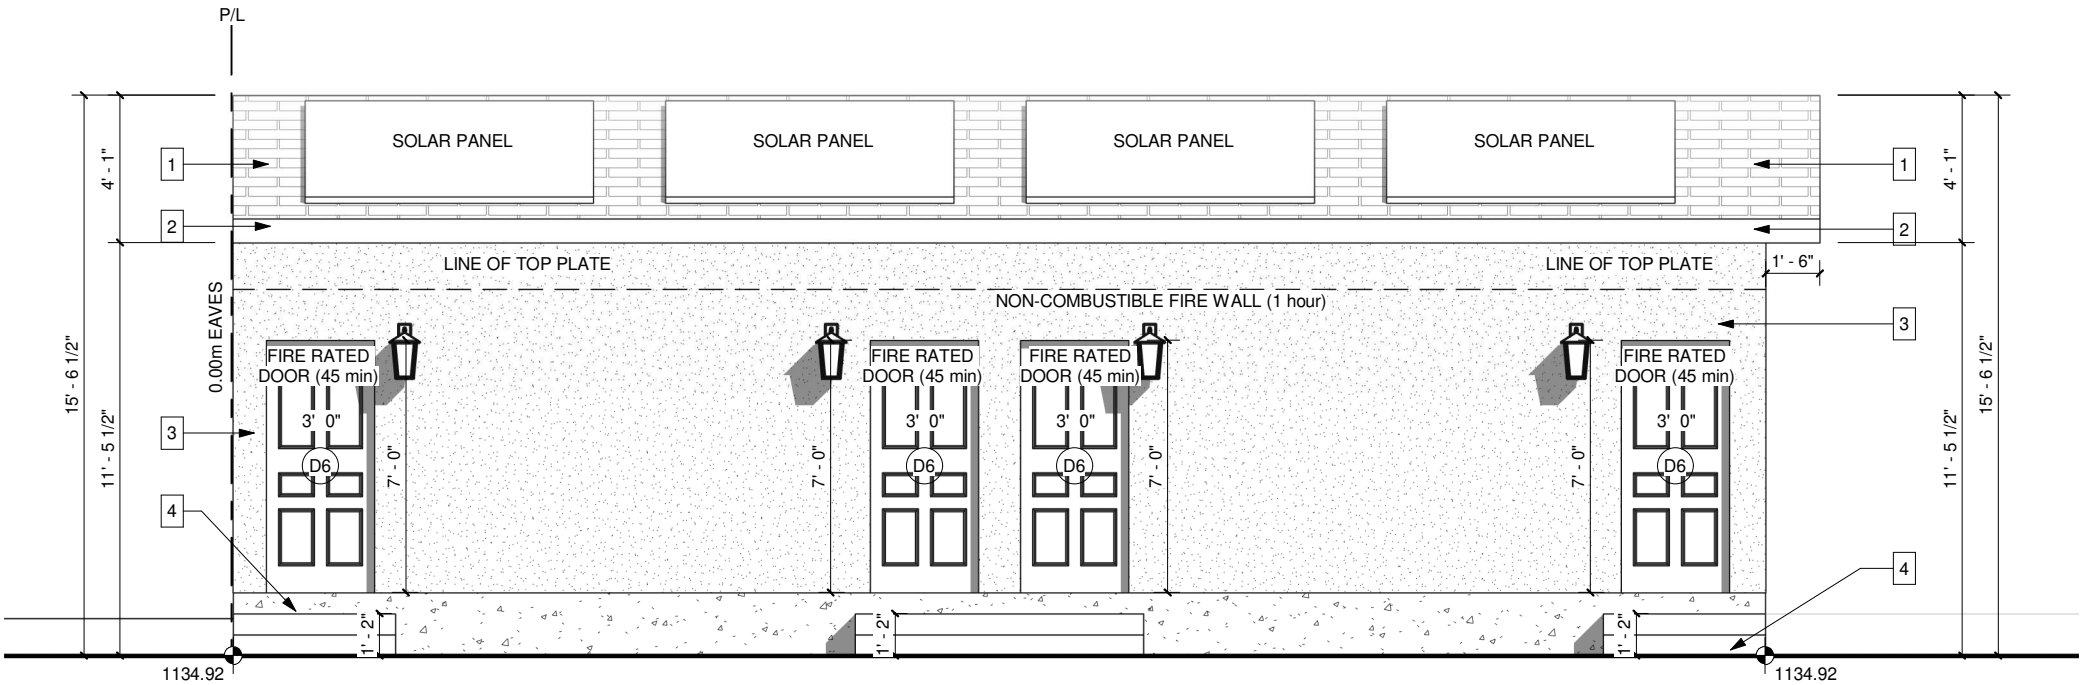 P/L
SOLAR PANEL SOLAR PANEL SOLAR PANEL SOLAR PANEL
1 1
4' - 1" 4' - 1"
2 2
LINE OF TOP PLATE LINE OF TOP PLATE
1' - 6"
NON-COMBUSTIBLE FIRE WALL (1 hour)
0.00m EAVES
3
15' - 6 1/2" 15' - 6 1/2"
FIRE RATED FIRE RATED FIRE RATED FIRE RATED
DOOR (45 min) DOOR (45 min) DOOR (45 min) DOOR (45 min)
3' 0" 3' 0" 3' 0" 3' 0"
3
11' - 5 1/2" 11' - 5 1/2"
D6 D6 D6 D6
7' - 0" 7' - 0" 7' - 0" 7' - 0"
4
4
1' - 2" 1' - 2" 1' - 2"
1134.92 1134.92